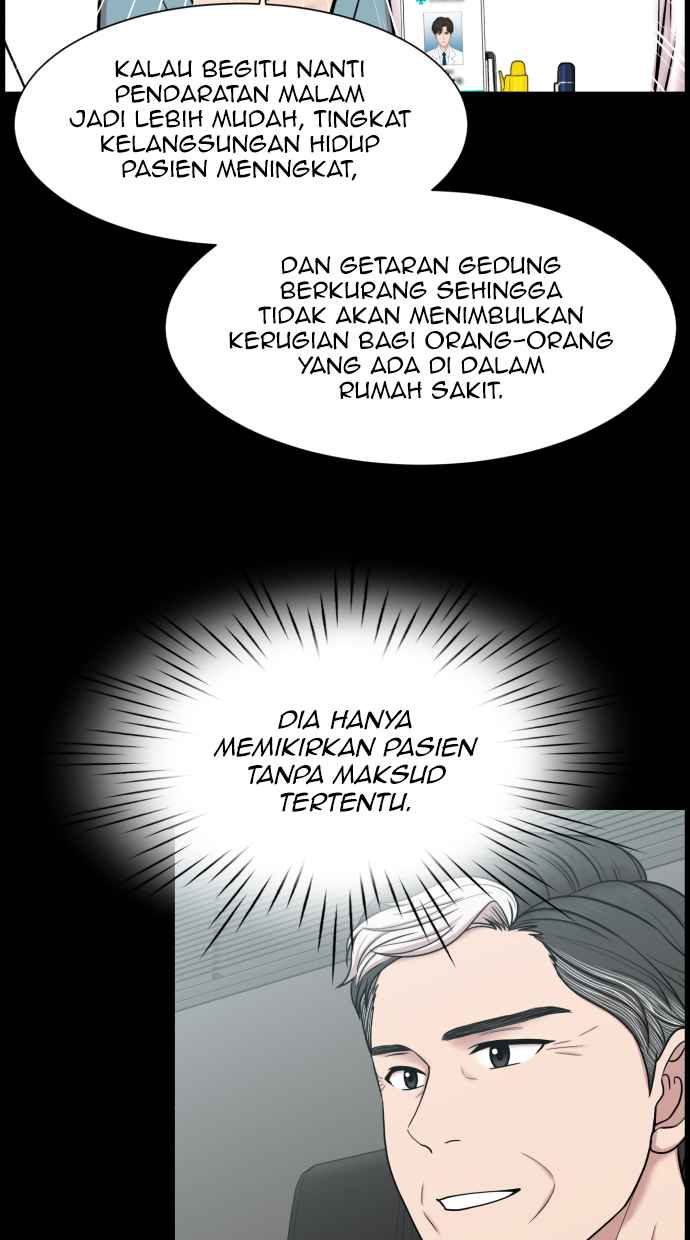 KALAU BEGITU NANTI
PENDARATAN MALAM
JADI LEBIH MUDAH, TINGKAT
KELANGSUNGAN HIDUP
PASIEN MENINGKAT,
DAN GETARAN GEDUNG
BERKURANG SEHINGGA
TIDAK AKAN MENIMBULKAN
KERUGIAN BAGI ORANG-ORANG
YANG ADA DI DALAM
RUMAH SAKIT.
DIA HANYA
MEMIKIRKAN PASIEN
TANPA MAKSUD
TERTENTU.